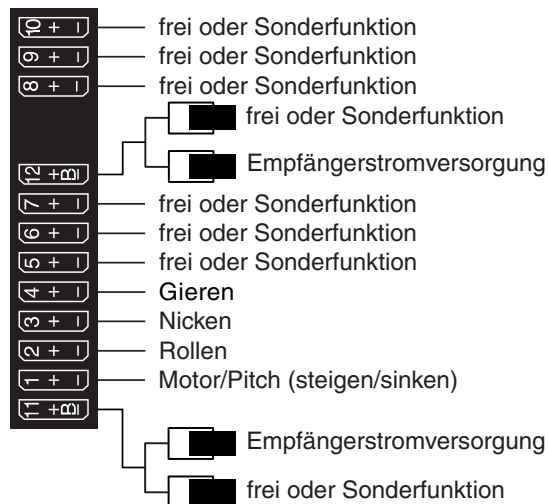 10 + – frei oder Sonderfunktion
9 + – frei oder Sonderfunktion
8 + – frei oder Sonderfunktion
frei oder Sonderfunktion
Empfängerstromversorgung
12 +B–
7 + – frei oder Sonderfunktion
6 + – frei oder Sonderfunktion
5 + – frei oder Sonderfunktion
4 + – Gieren
3 + – Nicken
2 + – Rollen
1 + – Motor/Pitch (steigen/sinken)
11 +B–
Empfängerstromversorgung
frei oder Sonderfunktion